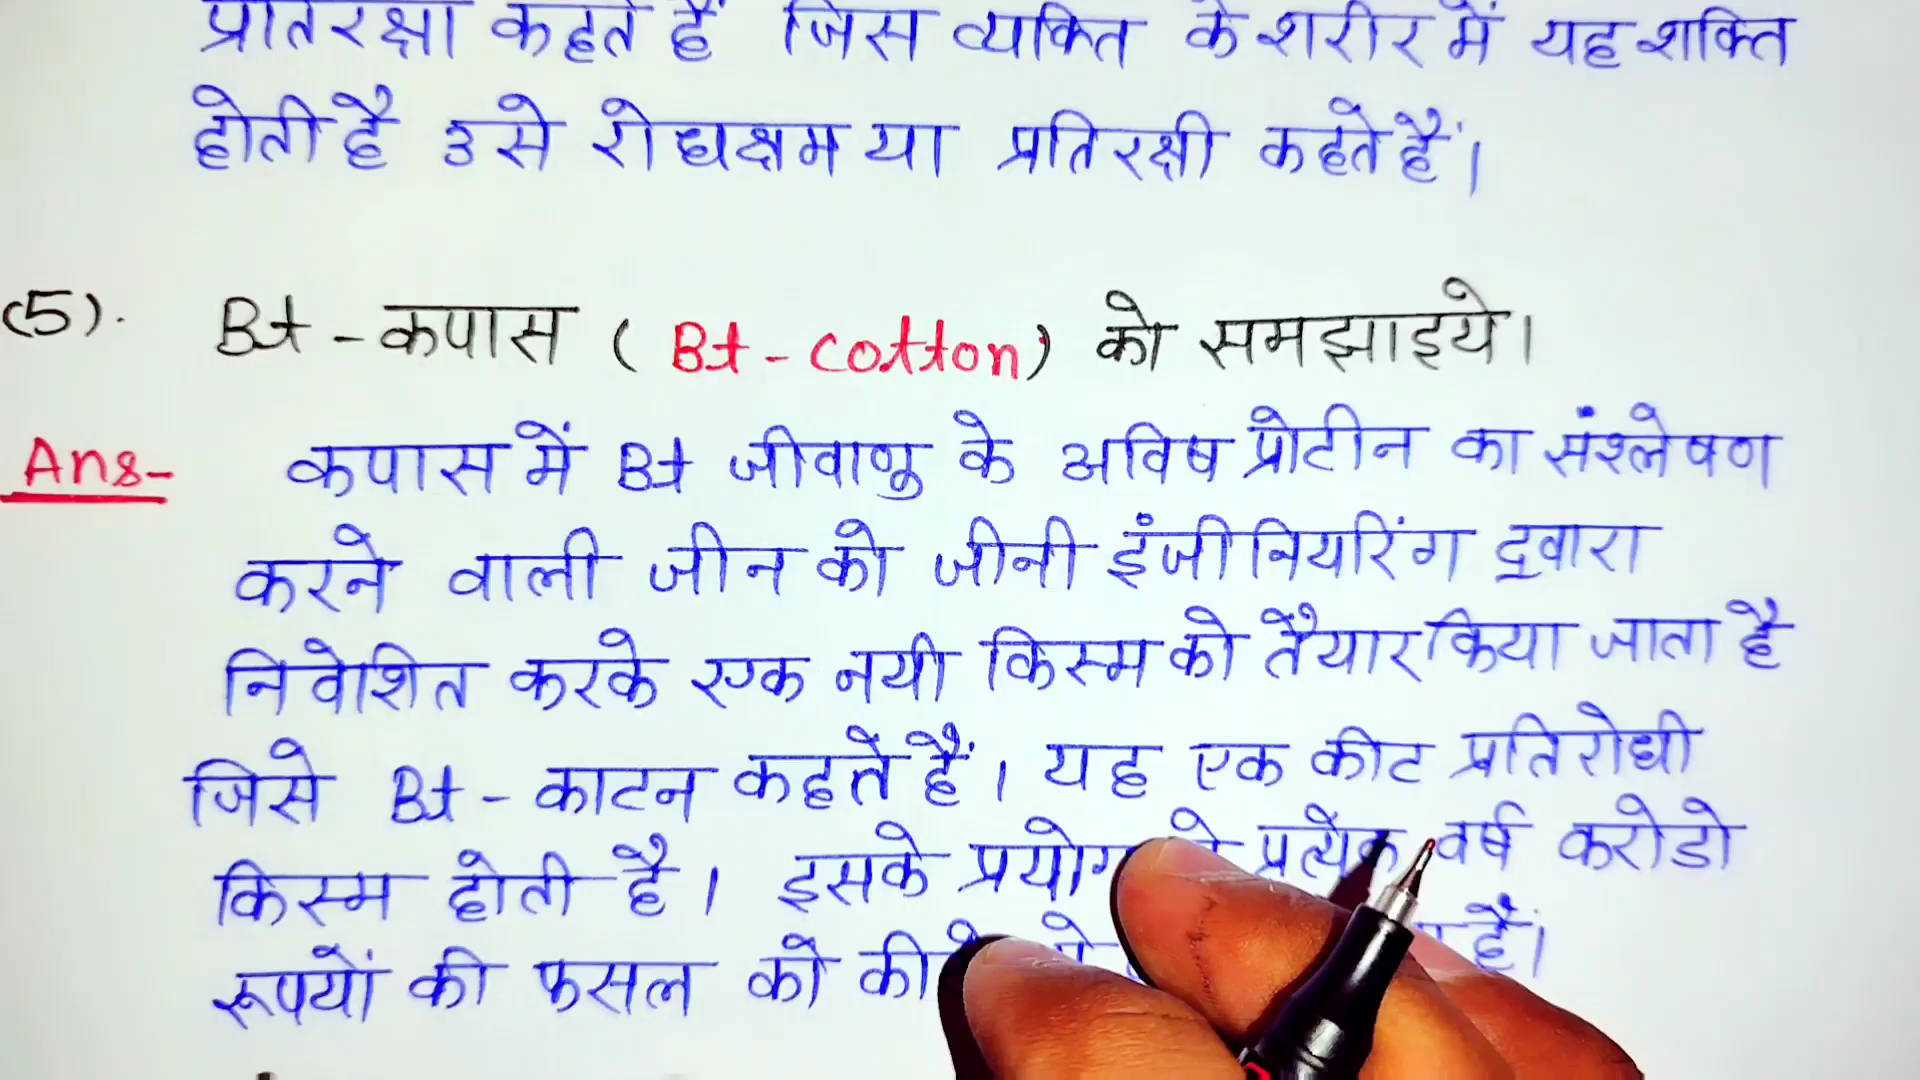 प्रतिरक्षा कहते हैं जिस व्यक्ति के शरीर में यह शक्ति
होती है उसे रोधक्षम या प्रतिरक्षी कहते हैं।
(5). Bt - कपास ( Bt - cotton) को समझाइये।
Ans- कपास में Bt जीवाणु के अविष प्रोटीन का संश्लेषण
करने वाली जीन को जीनी इंजीनियरिंग द्वारा
निवेशित करके एक नयी किस्म को तैयार किया जाता है
जिसे Bt - काटन कहते हैं। यह एक कीट प्रतिरोधी
किस्म होती है। इसके प्रत्येक वर्ष करोडो
रूपयों की फसल को हैं।